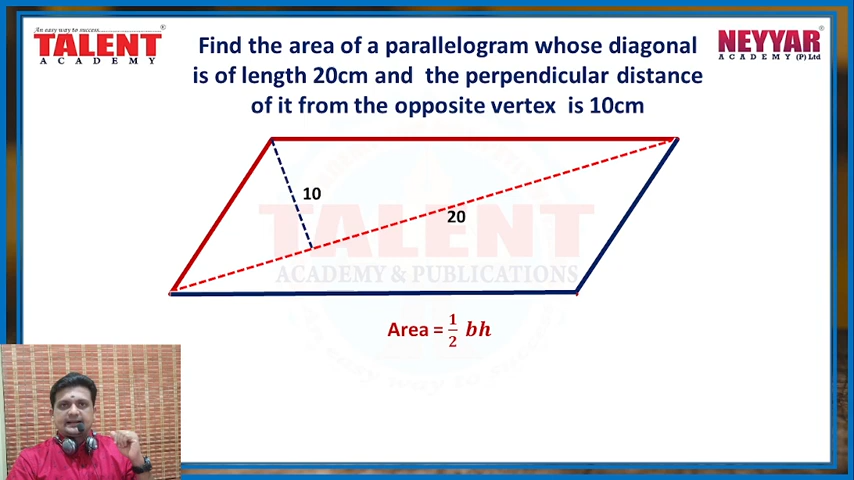 An easy way to success...............
TALENT
ACADEMY
NEYYAR
ACADEMY (P) Ltd
Find the area of a parallelogram whose diagonal
is of length 20cm and the perpendicular distance
of it from the opposite vertex is 10cm
10
20
TALENT
ACADEMY & PUBLICATIONS
Area = 1/2 bh